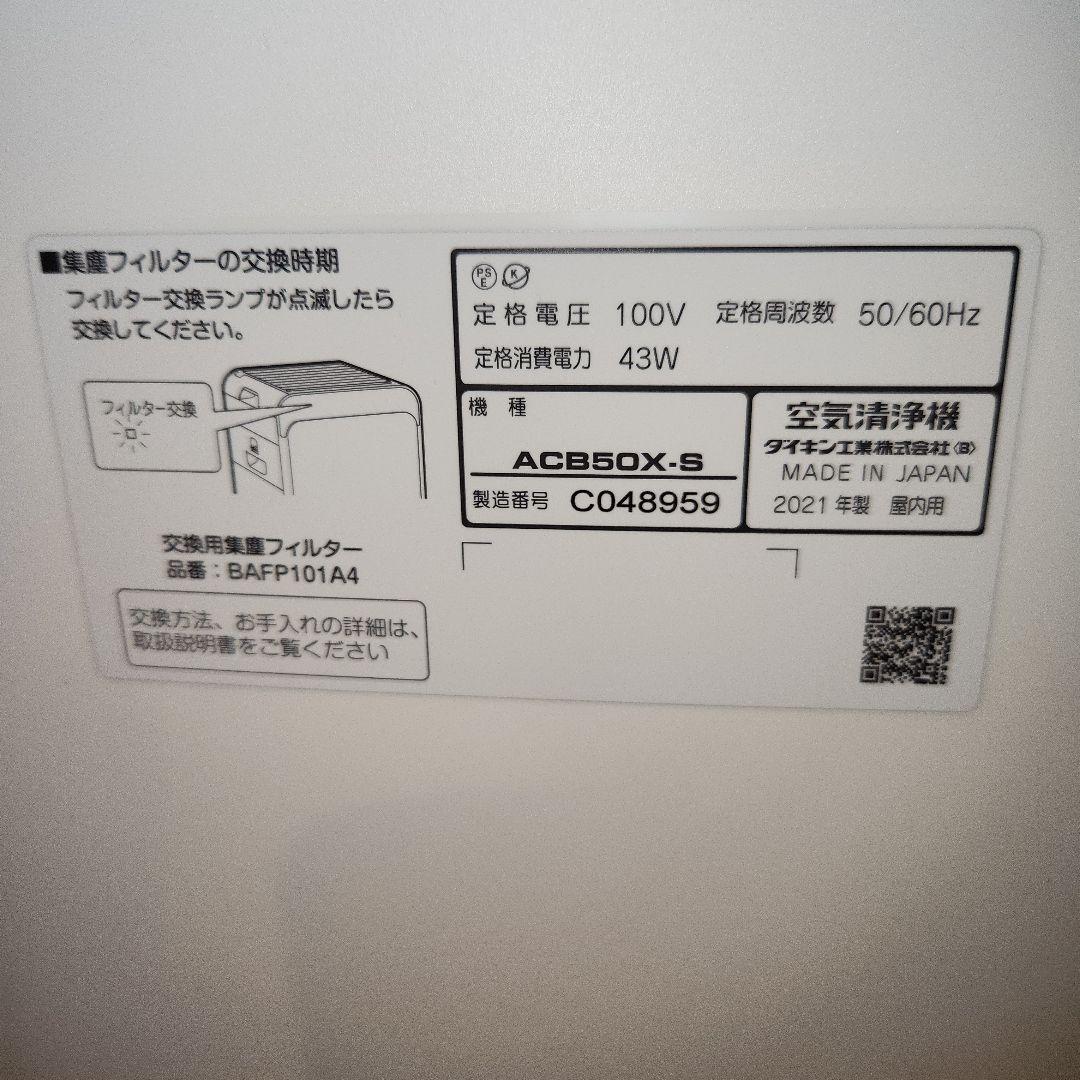 ■集塵フィルターの交換時期
フィルター交換ランプが点滅したら
交換してください。
フィルター交換
交換用集塵フィルター
品番：BAFP101A4
交換方法、お手入れの詳細は、
取扱説明書をご覧ください
PS
E
K
定格電圧 100V 定格周波数 50/60Hz
定格消費電力 43W
機種
ACB50X-S
製造番号 C048959
空気清浄機
ダイキン工業株式会社〈B〉
MADE IN JAPAN
2021年製 屋内用